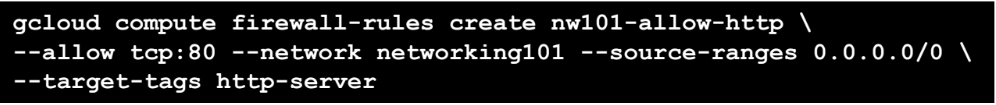 gcloud compute firewall-rules create nw101-allow-http \
--allow tcp:80 --network networking101 --source-ranges 0.0.0.0/0 \
--target-tags http-server